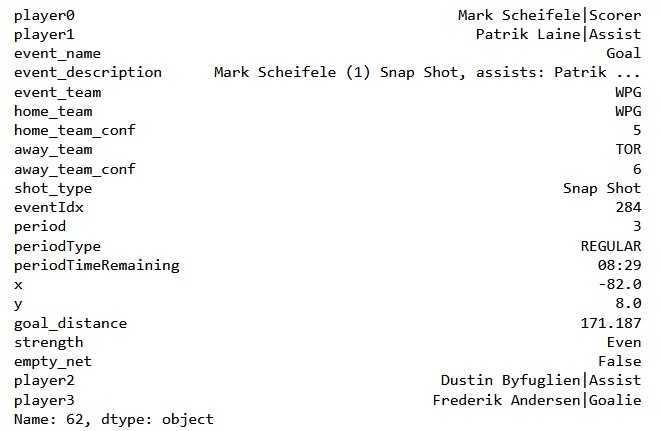 player0 Mark Scheifele|Scorer
player1 Patrik Laine|Assist
event_name Goal
event_description Mark Scheifele (1) Snap Shot, assists: Patrik ...
event_team WPG
home_team WPG
home_team_conf 5
away_team TOR
away_team_conf 6
shot_type Snap Shot
eventIdx 284
period 3
periodType REGULAR
periodTimeRemaining 08:29
x -82.0
y 8.0
goal_distance 171.187
strength Even
empty_net False
player2 Dustin Byfuglien|Assist
player3 Frederik Andersen|Goalie
Name: 62, dtype: object